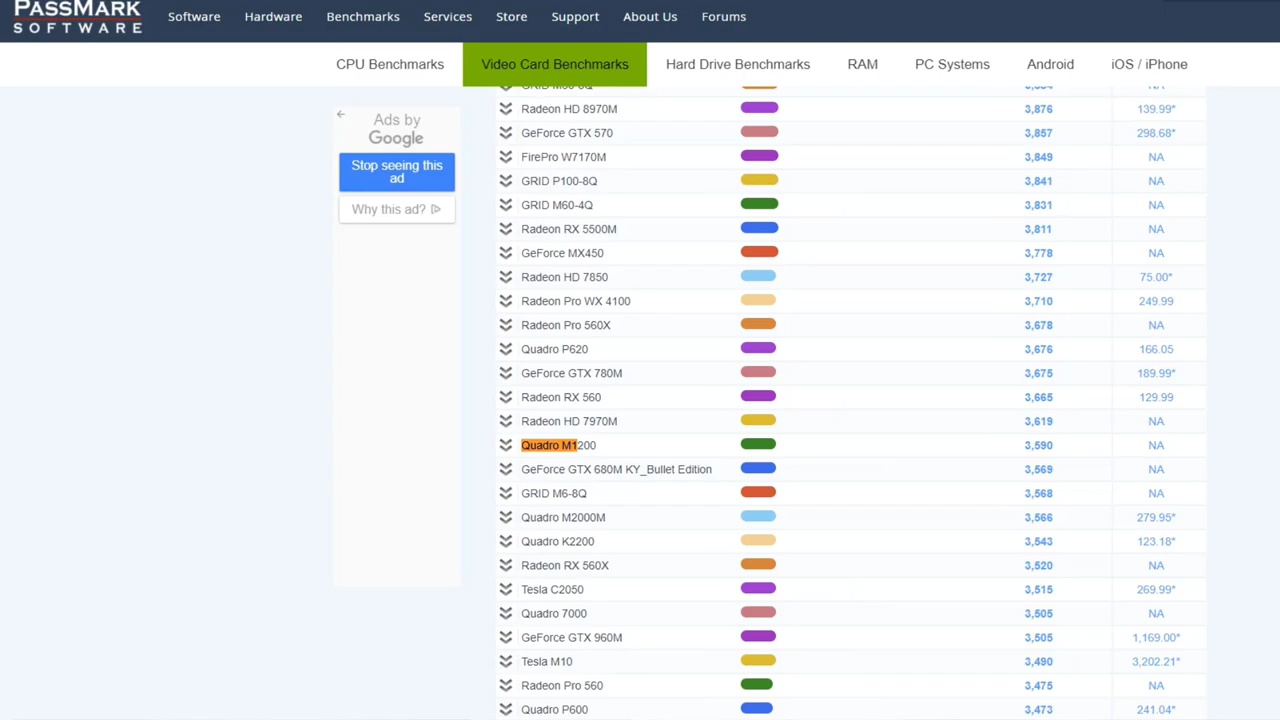 PASSMARK
SOFTWARE
Software Hardware Benchmarks Services Store Support About Us Forums
CPU Benchmarks Video Card Benchmarks Hard Drive Benchmarks RAM PC Systems Android iOS / iPhone
Ads by
Google
Stop seeing this
ad
Why this ad?
Radeon HD 8970M 3,876 139.99*
GeForce GTX 570 3,857 298.68*
FirePro W7170M 3,849 NA
GRID P100-8Q 3,841 NA
GRID M60-4Q 3,831 NA
Radeon RX 5500M 3,811 NA
GeForce MX450 3,778 NA
Radeon HD 7850 3,727 75.00*
Radeon Pro WX 4100 3,710 249.99
Radeon Pro 560X 3,678 NA
Quadro P620 3,676 166.05
GeForce GTX 780M 3,675 189.99*
Radeon RX 560 3,665 129.99
Radeon HD 7970M 3,619 NA
Quadro M1200 3,590 NA
GeForce GTX 680M KY_Bullet Edition 3,569 NA
GRID M6-8Q 3,568 NA
Quadro M2000M 3,566 279.95*
Quadro K2200 3,543 123.18*
Radeon RX 560X 3,520 NA
Tesla C2050 3,515 269.99*
Quadro 7000 3,505 NA
GeForce GTX 960M 3,505 1,169.00*
Tesla M10 3,490 3,202.21*
Radeon Pro 560 3,475 NA
Quadro P600 3,473 241.04*